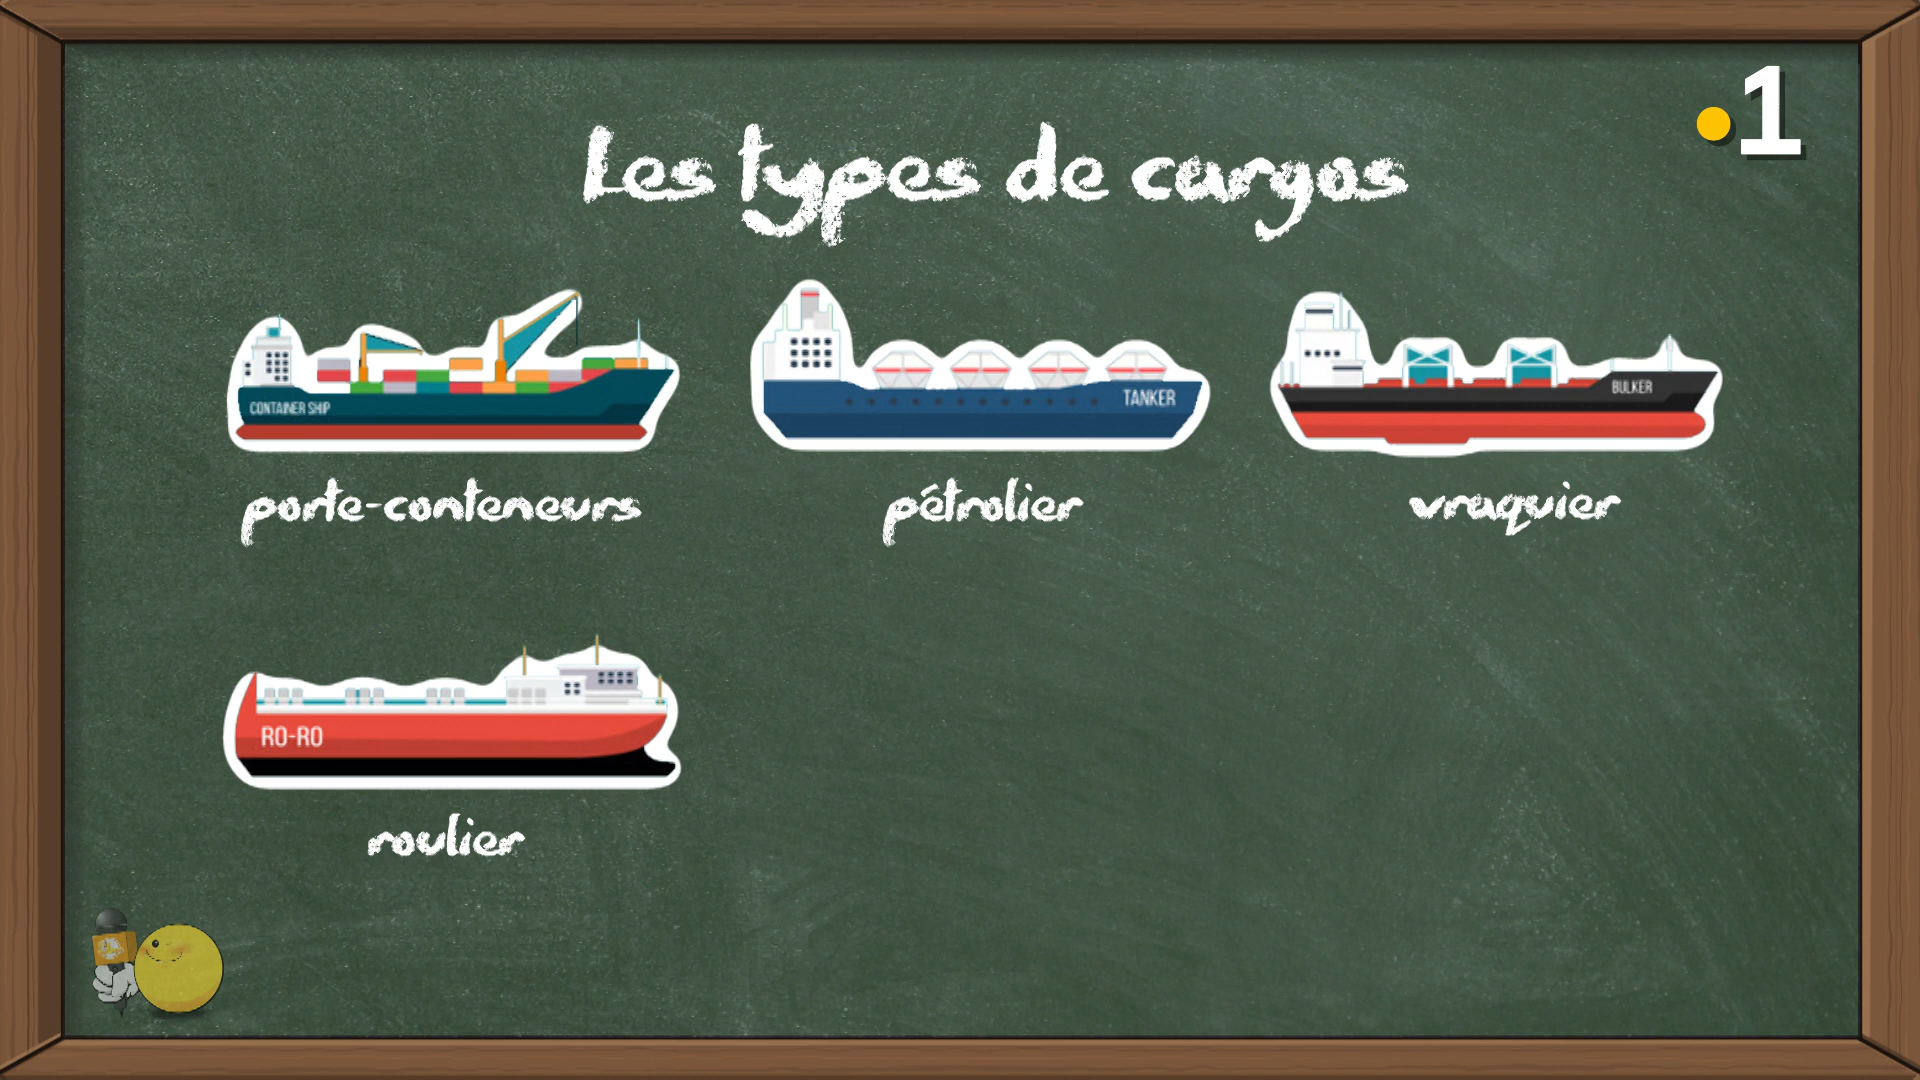 1
Les types de cargos
CONTAINER SHIP
TANKER
BULKER
porte-conteneurs
pétrolier
vraquier
RO-RO
roulier